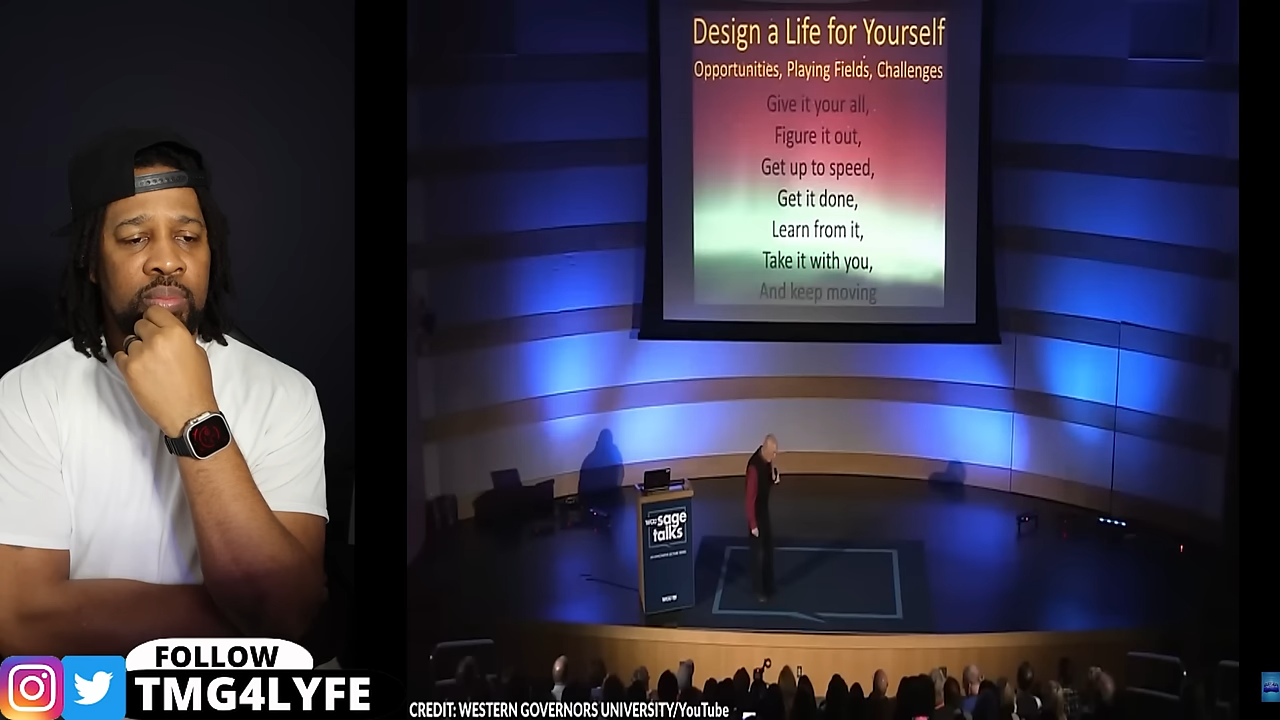 Design a Life for Yourself
Opportunities, Playing Fields, Challenges
Give it your all,
Figure it out,
Get up to speed,
Get it done,
Learn from it,
Take it with you,
And keep moving
WGU sage
talks
WGU
FOLLOW
TMG4LYFE
CREDIT: WESTERN GOVERNORS UNIVERSITY/YouTube